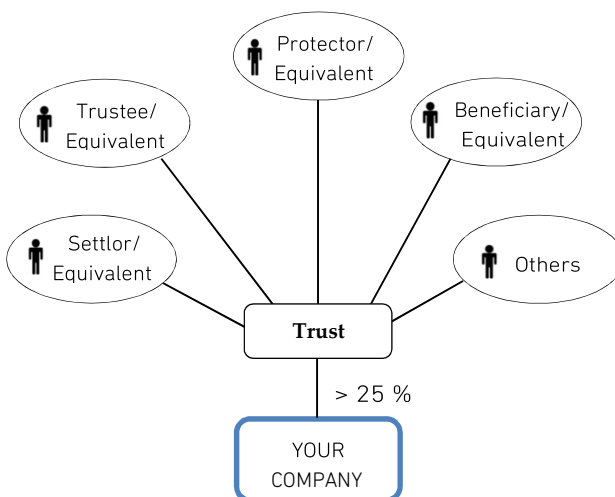 Protector/
Equivalent
Trustee/
Equivalent
Beneficiary/
Equivalent
Settlor/
Equivalent
Others
Trust
> 25 %
YOUR
COMPANY